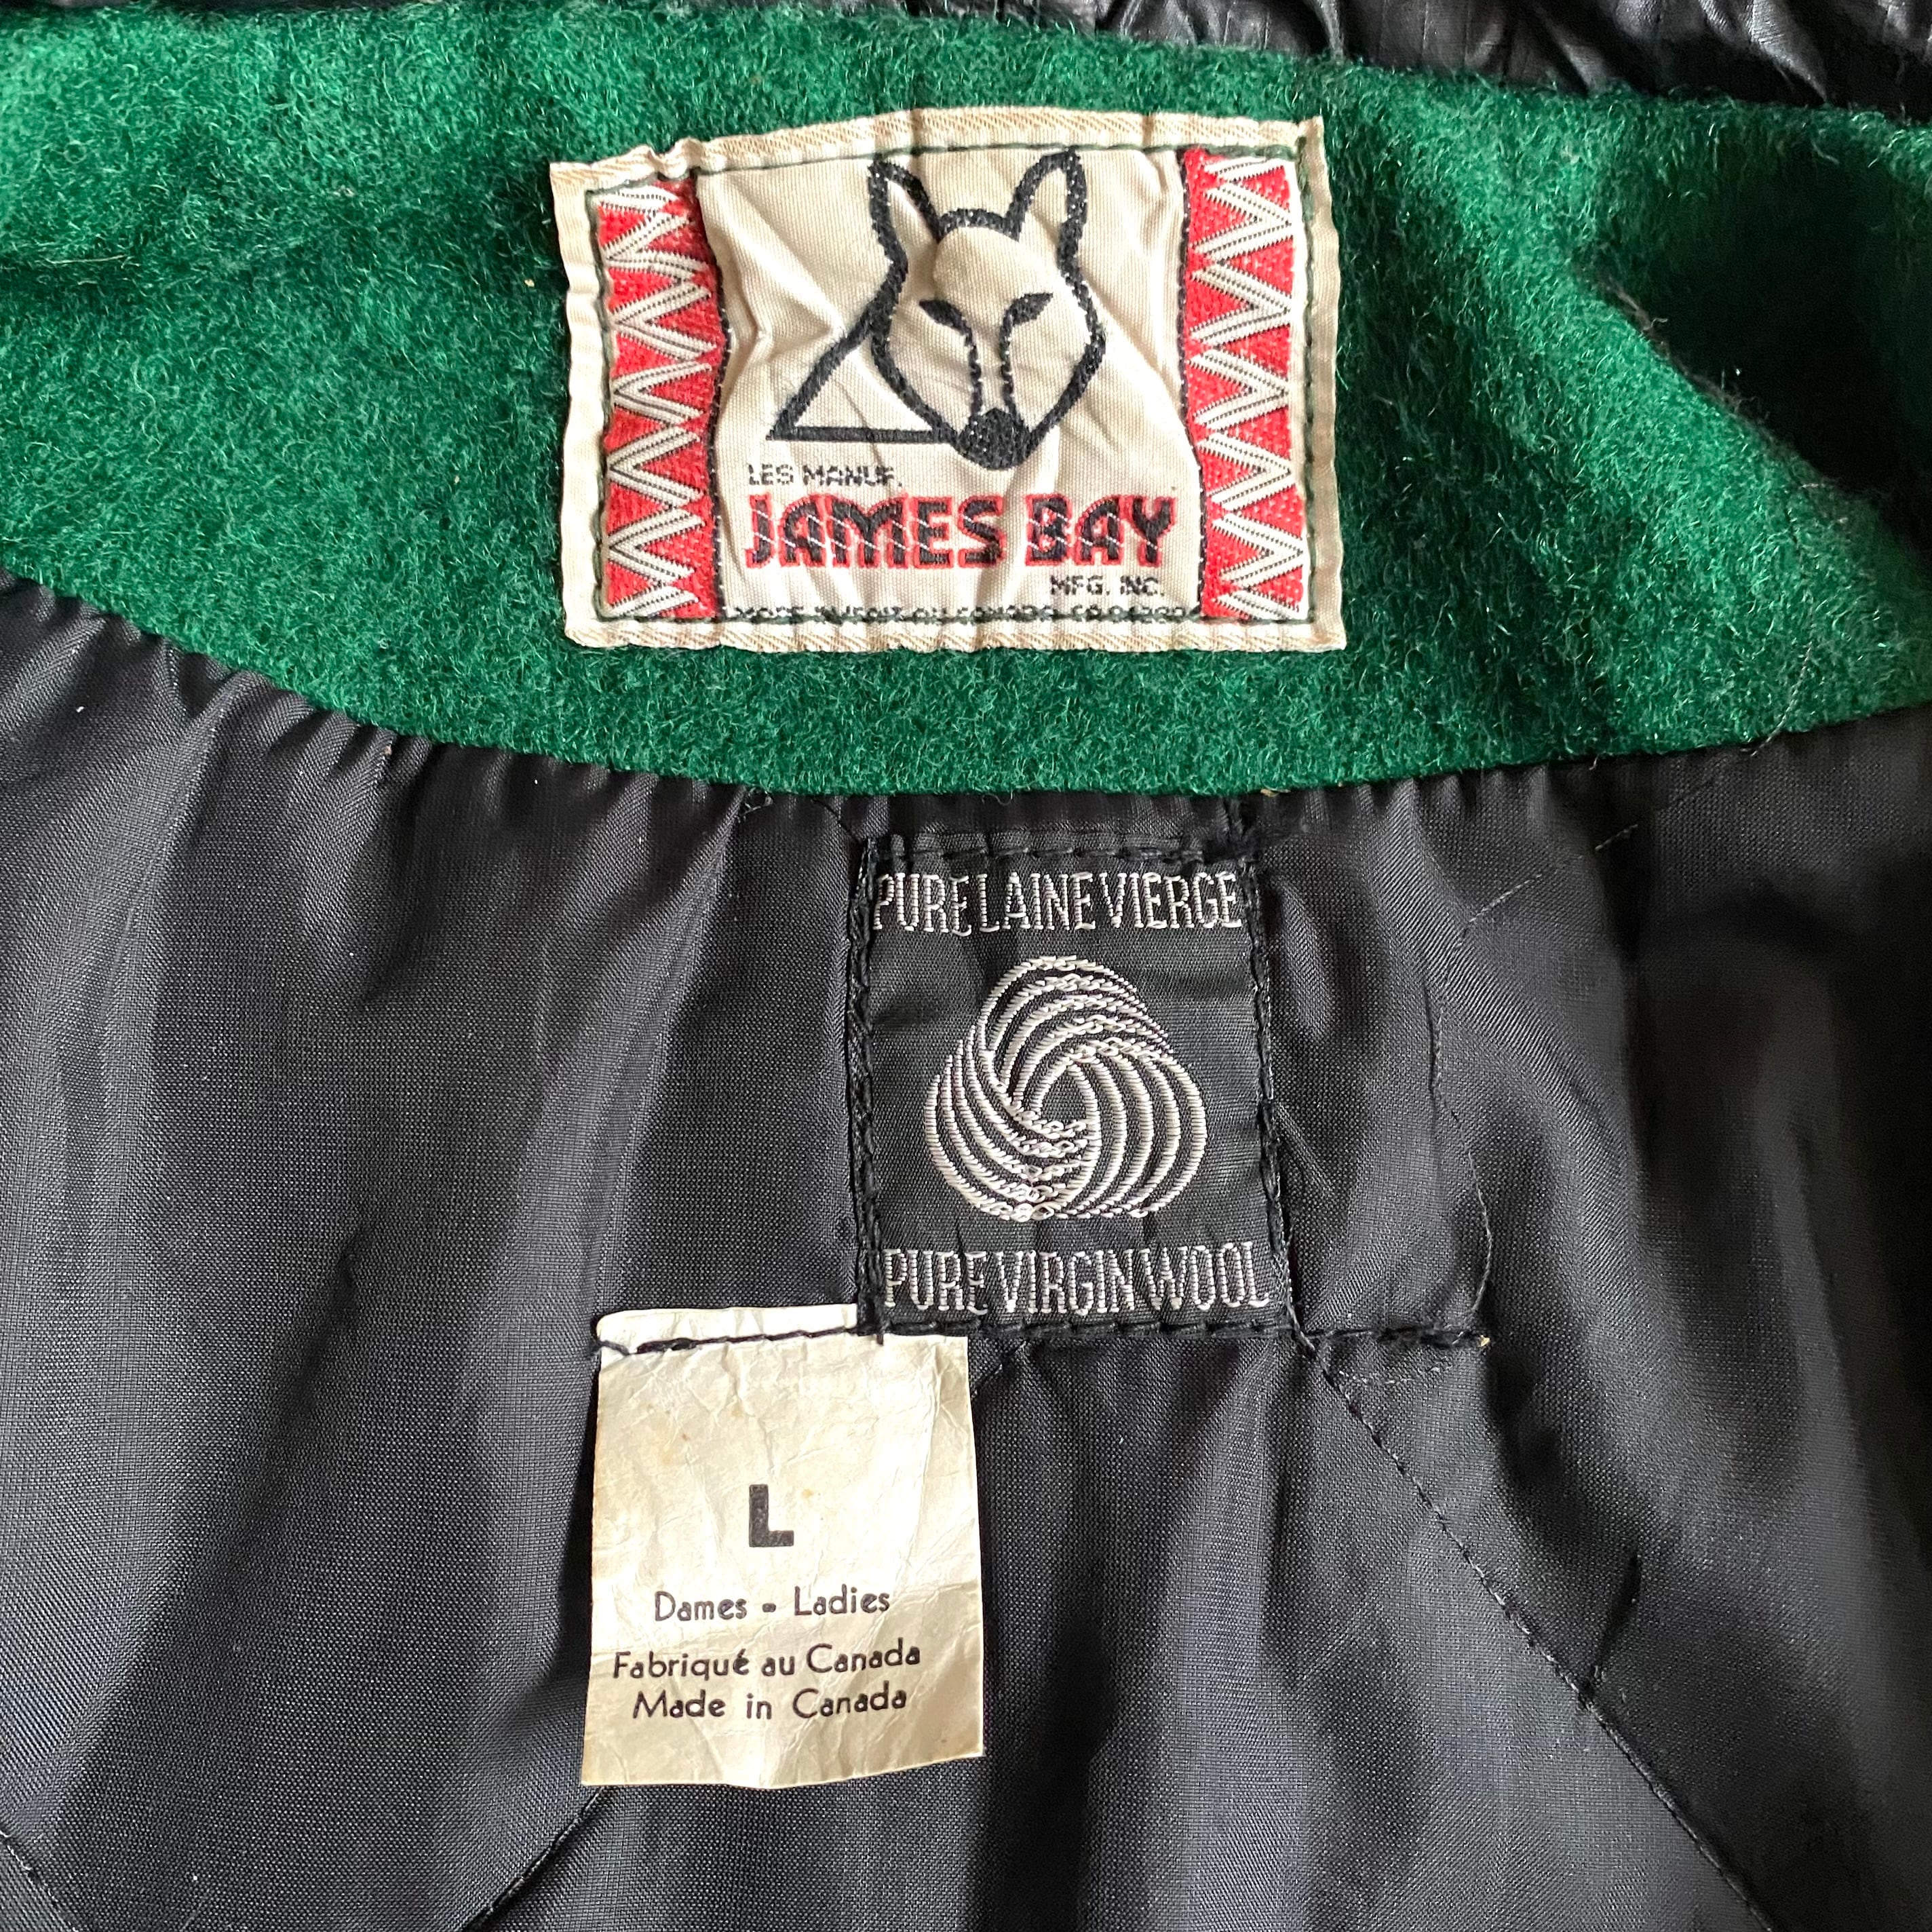 LES MANUF.
JAMES BAY
MFG. INC.
PURE LAINE VIERGE
PURE VIRGIN WOOL
L
Dames - Ladies
Fabriqué au Canada
Made in Canada